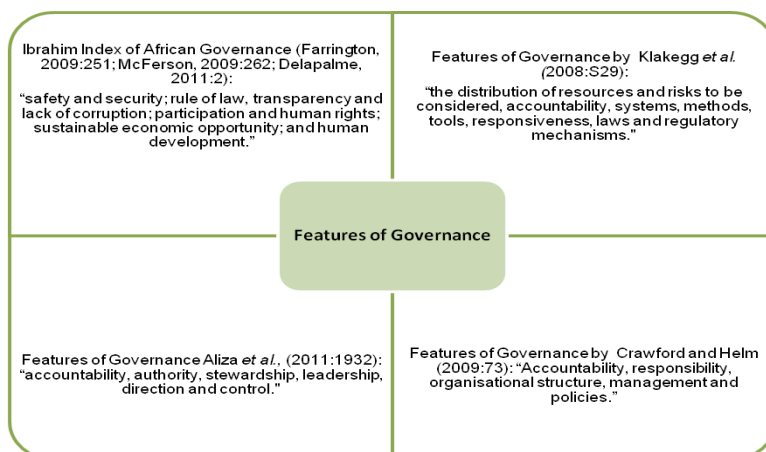 Ibrahim Index of African Governance (Farrington,
2009:251; McFerson, 2009:262; Delapalme,
2011:2):
“safety and security; rule of law, transparency and
lack of corruption; participation and human rights;
sustainable economic opportunity; and human
development.”
Features of Governance by Klakegg et al.
(2008:S29):
“the distribution of resources and risks to be
considered, accountability, systems, methods,
tools, responsiveness, laws and regulatory
mechanisms."
Features of Governance
Features of Governance Aliza et al., (2011:1932):
“accountability, authority, stewardship, leadership,
direction and control."
Features of Governance by Crawford and Helm
(2009:73): “Accountability, responsibility,
organisational structure, management and
policies.”